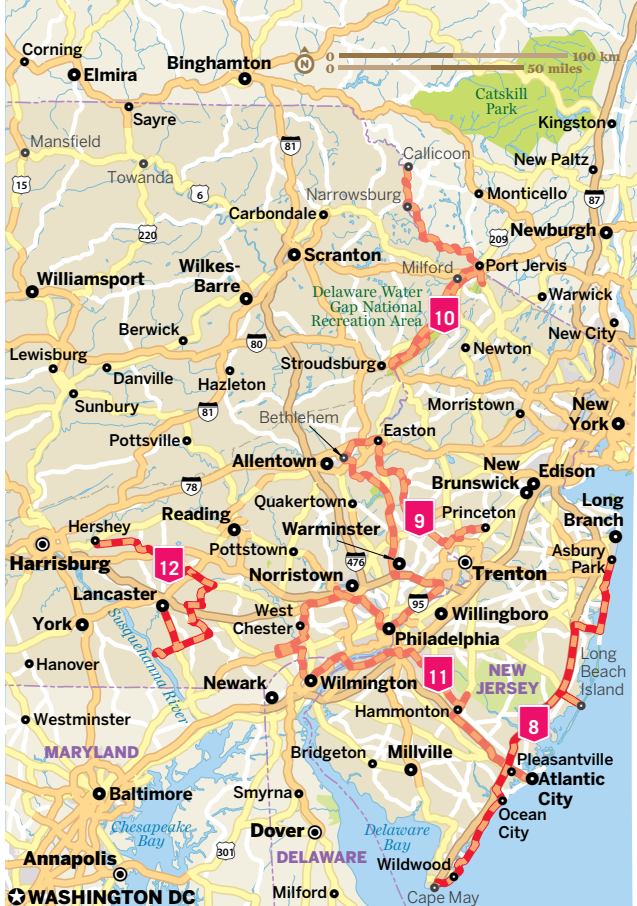 Corning
Elmira
Binghamton
N
0
100 km
0
50 miles
Catskill
Park
Sayre
Kingston
Mansfield
Towanda
81
Callicoon
New Paltz
15
6
Narrowsburg
Monticello
87
Carbondale
220
209
Newburgh
Scranton
Port Jervis
Williamsport
Wilkes-
Barre
Milford
Delaware Water
Gap National
Recreation Area
10
Warwick
Berwick
New City
80
Lewisburg
Danville
Stroudsburg
Newton
Hazleton
Sunbury
81
Morristown
New
York
Bethlehem
Pottsville
Easton
Allentown
New
Brunswick
Edison
78
Quakertown
9
Princeton
Long
Branch
Reading
Warminster
Hershey
Asbury
Park
Pottstown
Harrisburg
12
476
Trenton
Norristown
Lancaster
95
West
Chester
Willingboro
York
Susquehanna
River
Philadelphia
Long
Beach
Island
Hanover
11
NEW
JERSEY
Newark
Wilmington
Hammonton
8
Westminster
MARYLAND
Bridgeton
Millville
Pleasantville
Atlantic
City
Baltimore
Smyrna
Ocean
City
Chesapeake
Bay
Dover
Delaware
Bay
301
DELAWARE
Annapolis
Wildwood
Milford
Cape May
WASHINGTON DC